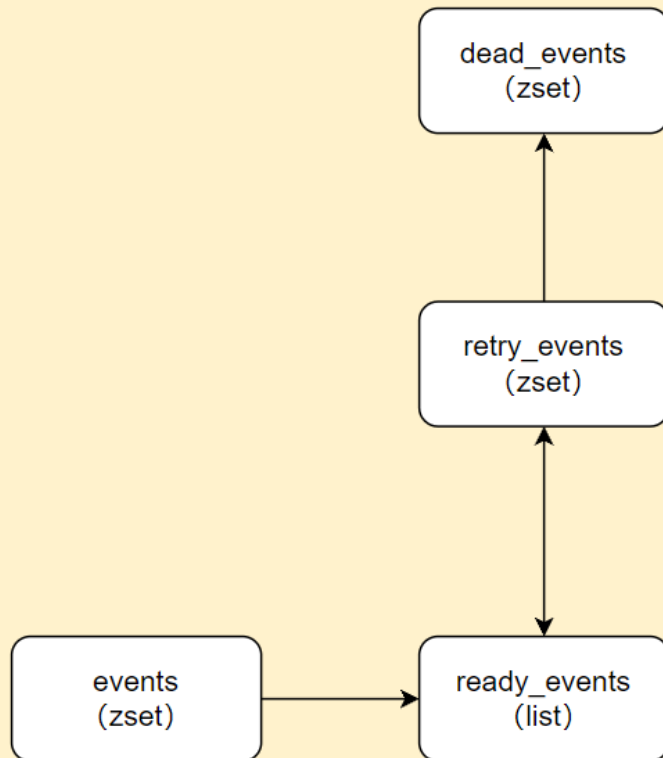 dead_events
（zset）
retry_events
（zset）
events
（zset）
ready_events
（list）